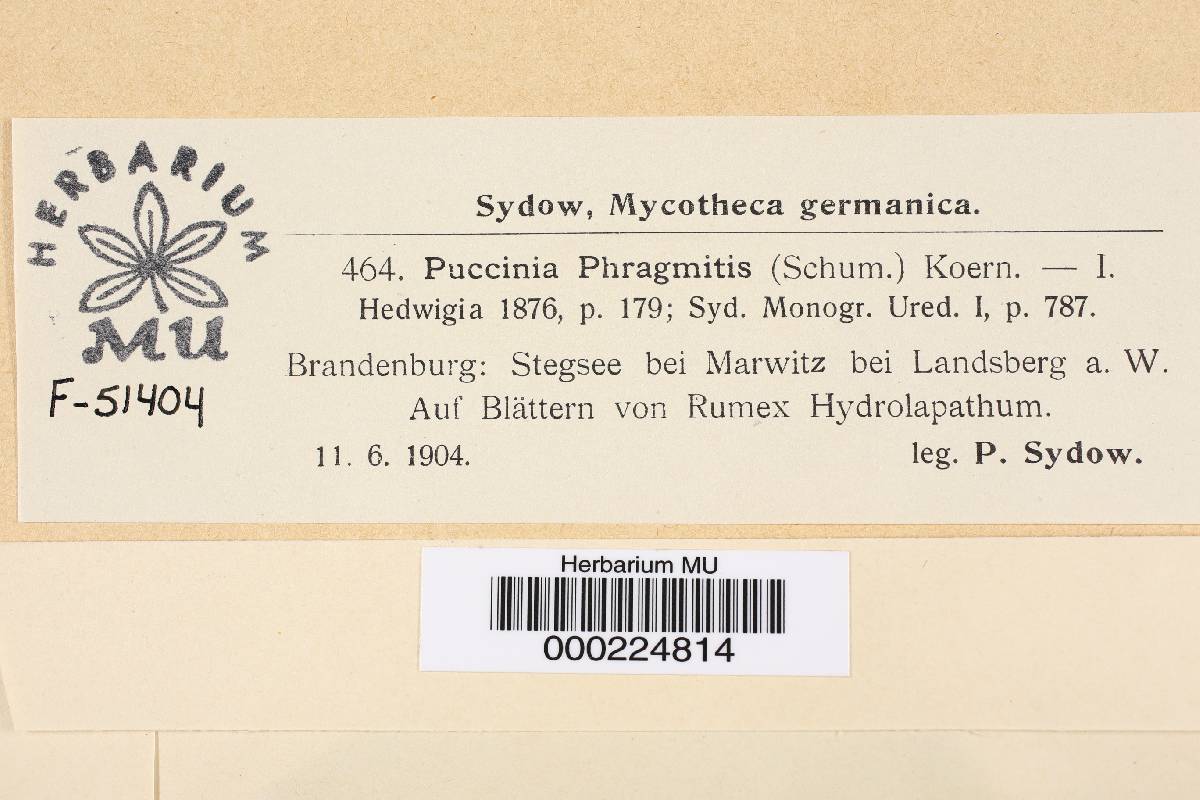 HERBARIUM
MU
F-51404
Sydow, Mycotheca germanica.
464. Puccinia Phragmitis (Schum.) Koern. — I.
Hedwigia 1876, p. 179; Syd. Monogr. Ured. I, p. 787.
Brandenburg: Stegsee bei Marwitz bei Landsberg a. W.
Auf Blättern von Rumex Hydrolapathum.
11. 6. 1904. leg. P. Sydow.
Herbarium MU
000224814